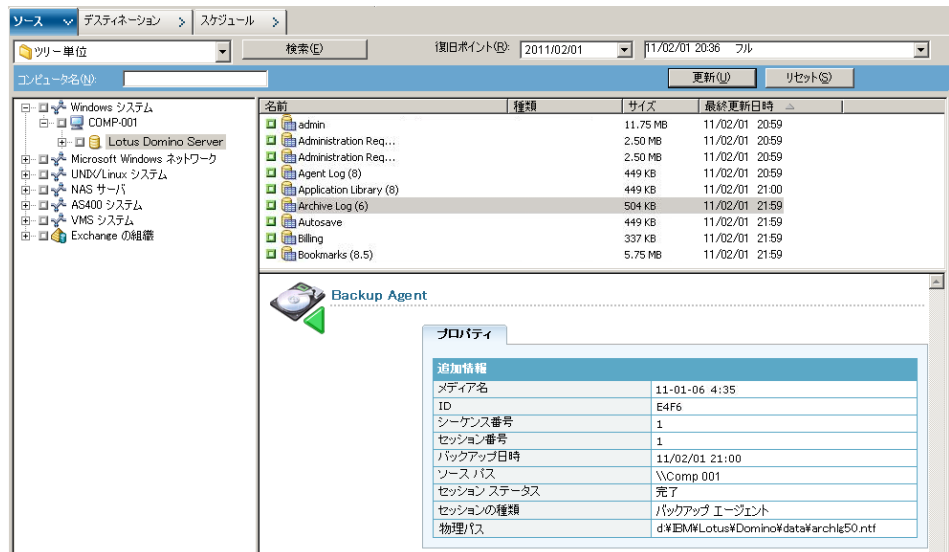 ソース デスティネーション スケジュール
ツリー単位 検索(E) 復旧ポイント(R): 2011/02/01 11/02/01 20:36 フル
コンピュータ名(N): 更新(U) リセット(S)
Windows システム
COMP-001
Lotus Domino Server
Microsoft Windows ネットワーク
UNIX/Linux システム
NAS サーバ
AS400 システム
VMS システム
Exchange の組織
名前 種類 サイズ 最終更新日時
admin 11.75 MB 11/02/01 20:59
Administration Req... 2.50 MB 11/02/01 20:59
Administration Req... 2.50 MB 11/02/01 20:59
Agent Log (8) 449 KB 11/02/01 20:59
Application Library (8) 449 KB 11/02/01 21:00
Archive Log (6) 504 KB 11/02/01 21:59
Autosave 449 KB 11/02/01 21:59
Billing 337 KB 11/02/01 21:59
Bookmarks (8.5) 5.75 MB 11/02/01 21:59
Backup Agent
プロパティ
追加情報
メディア名 11-01-06 4:35
ID E4F6
シーケンス番号 1
セッション番号 1
バックアップ日時 11/02/01 21:00
ソース パス \\Comp 001
セッション ステータス 完了
セッションの種類 バックアップ エージェント
物理パス d:¥IBM¥Lotus¥Domino¥data¥archlg50.ntf